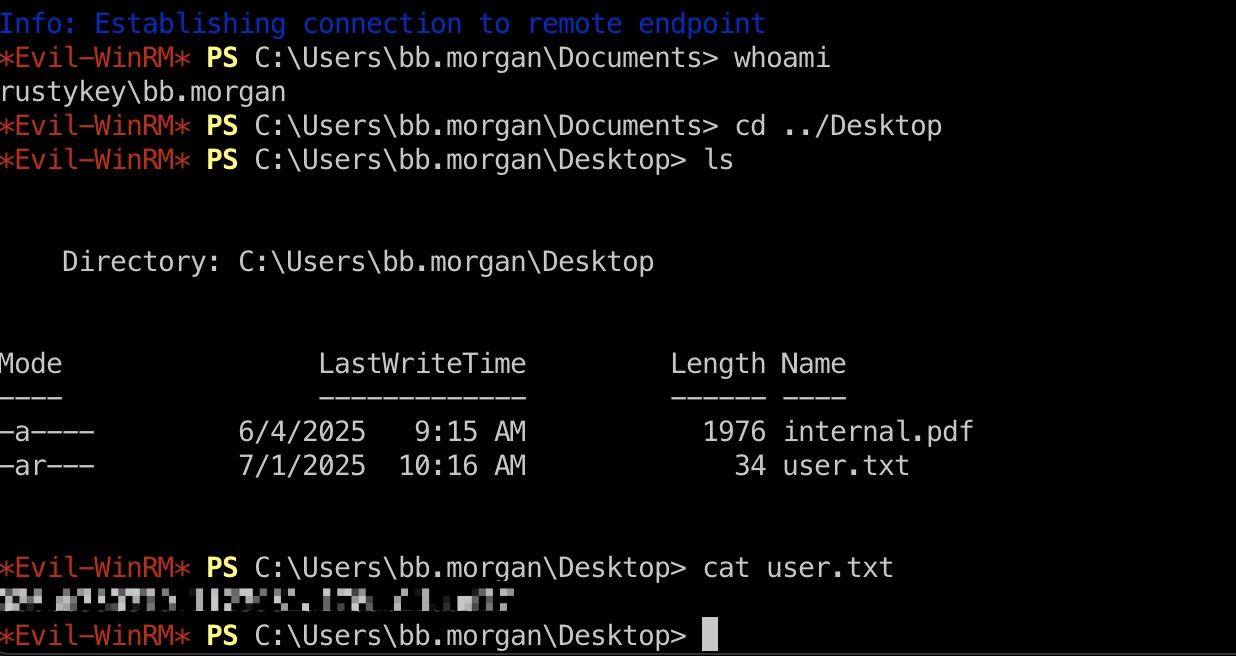 Info: Establishing connection to remote endpoint
*Evil-WinRM* PS C:\Users\bb.morgan\Documents> whoami
rustykey\bb.morgan
*Evil-WinRM* PS C:\Users\bb.morgan\Documents> cd ../Desktop
*Evil-WinRM* PS C:\Users\bb.morgan\Desktop> ls
Directory: C:\Users\bb.morgan\Desktop
Mode LastWriteTime Length Name
---- ------------- ------ ----
-a---- 6/4/2025 9:15 AM 1976 internal.pdf
-ar--- 7/1/2025 10:16 AM 34 user.txt
*Evil-WinRM* PS C:\Users\bb.morgan\Desktop> cat user.txt
*Evil-WinRM* PS C:\Users\bb.morgan\Desktop>